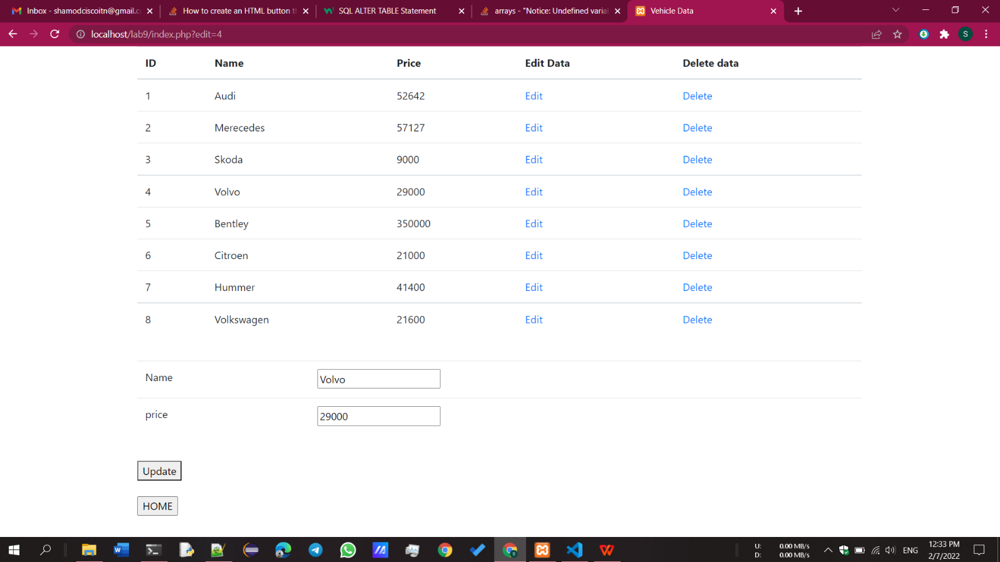 Inbox - shamodciscoitn@gmail.c
How to create an HTML button t
SQL ALTER TABLE Statement
arrays - "Notice: Undefined varia
Vehicle Data
localhost/lab9/index.php?edit=4
S
ID Name Price Edit Data Delete data
1 Audi 52642 Edit Delete
2 Merecedes 57127 Edit Delete
3 Skoda 9000 Edit Delete
4 Volvo 29000 Edit Delete
5 Bentley 350000 Edit Delete
6 Citroen 21000 Edit Delete
7 Hummer 41400 Edit Delete
8 Volkswagen 21600 Edit Delete
Name Volvo
price 29000
Update
HOME
U: 0.00 MB/s
D: 0.00 MB/s
ENG
12:33 PM
2/7/2022